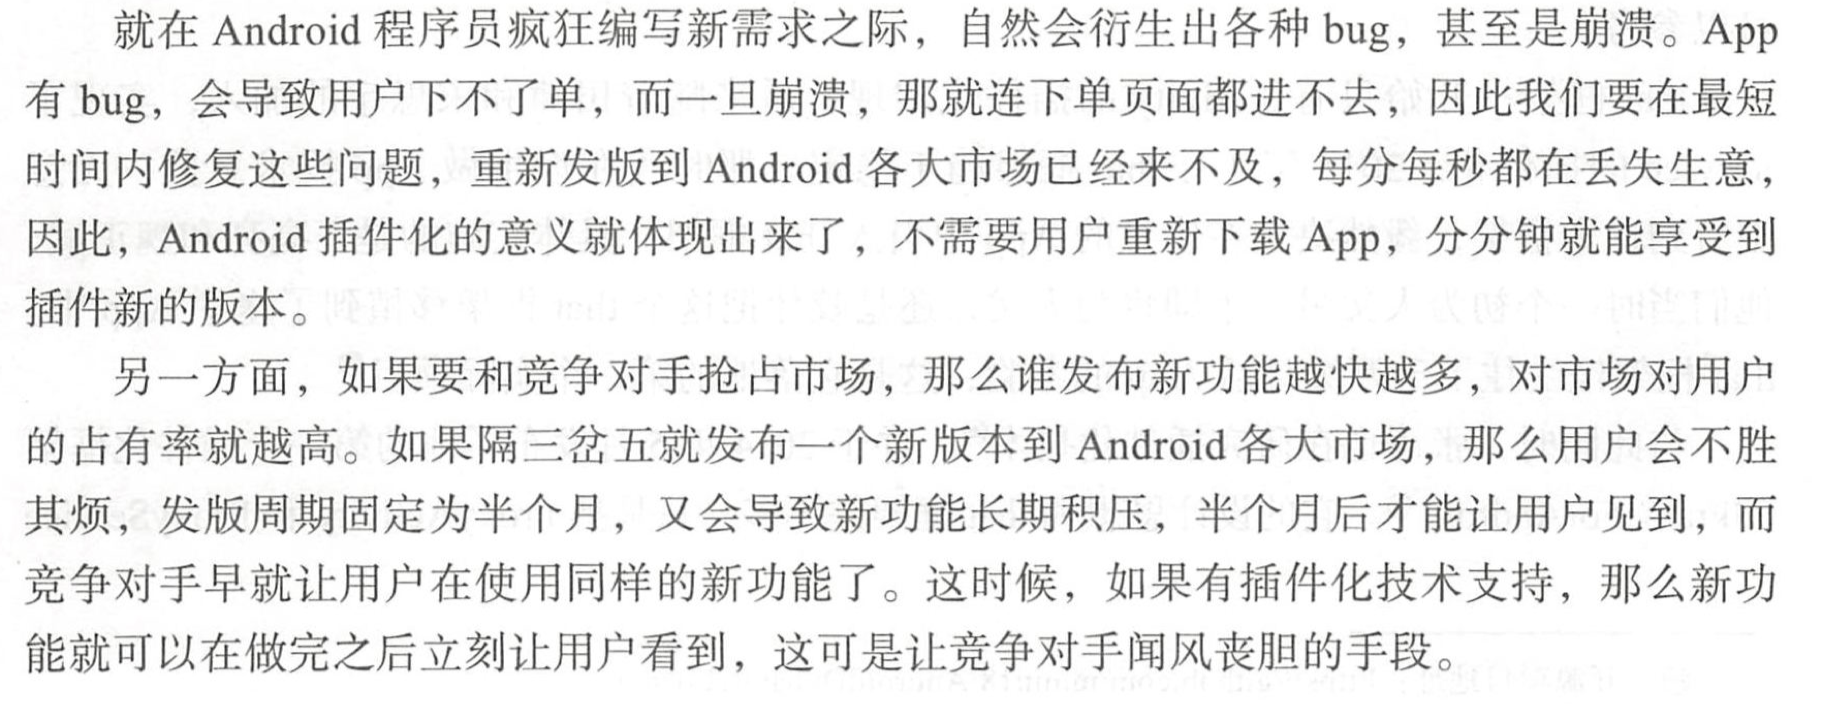 就在 Android 程序员疯狂编写新需求之际，自然会衍生出各种 bug，甚至是崩溃。App
有 bug，会导致用户下不了单，而一旦崩溃，那就连下单页面都进不去，因此我们要在最短
时间内修复这些问题，重新发版到 Android 各大市场已经来不及，每分每秒都在丢失生意，
因此，Android 插件化的意义就体现出来了，不需要用户重新下载 App，分分钟就能享受到
插件新的版本。
另一方面，如果要和竞争对手抢占市场，那么谁发布新功能越快越多，对市场对用户
的占有率就越高。如果隔三岔五就发布一个新版本到 Android 各大市场，那么用户会不胜
其烦，发版周期固定为半个月，又会导致新功能长期积压，半个月后才能让用户见到，而
竞争对手早就让用户在使用同样的新功能了。这时候，如果有插件化技术支持，那么新功
能就可以在做完之后立刻让用户看到，这可是让竞争对手闻风丧胆的手段。